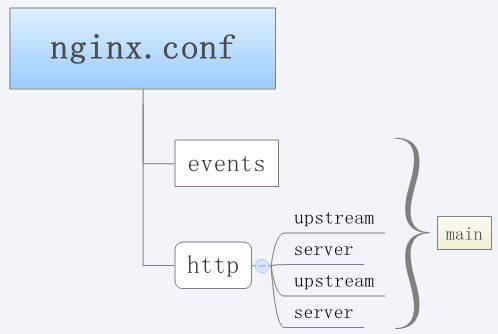 nginx.conf
events
http
upstream
server
upstream
server
main